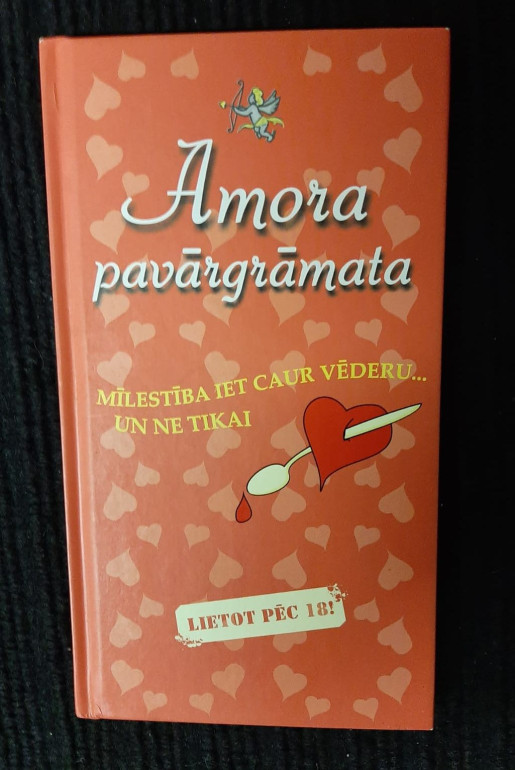 Amora
pavārgrāmata
MĪLESTĪBA IET CAUR VĒDERU...
UN NE TIKAI
LIETOT PĒC 18!